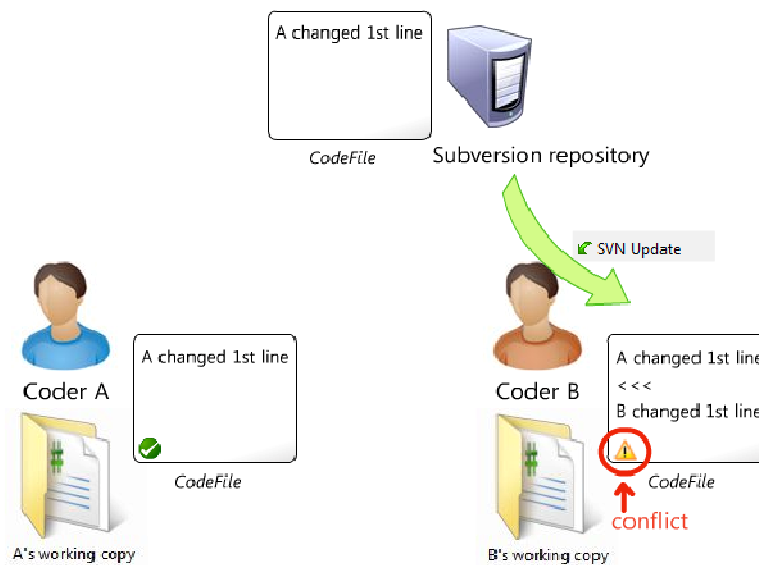 A changed 1st line
CodeFile
Subversion repository
SVN Update
Coder A
A changed 1st line
CodeFile
A's working copy
Coder B
A changed 1st line
<<<
B changed 1st line
CodeFile
conflict
B's working copy